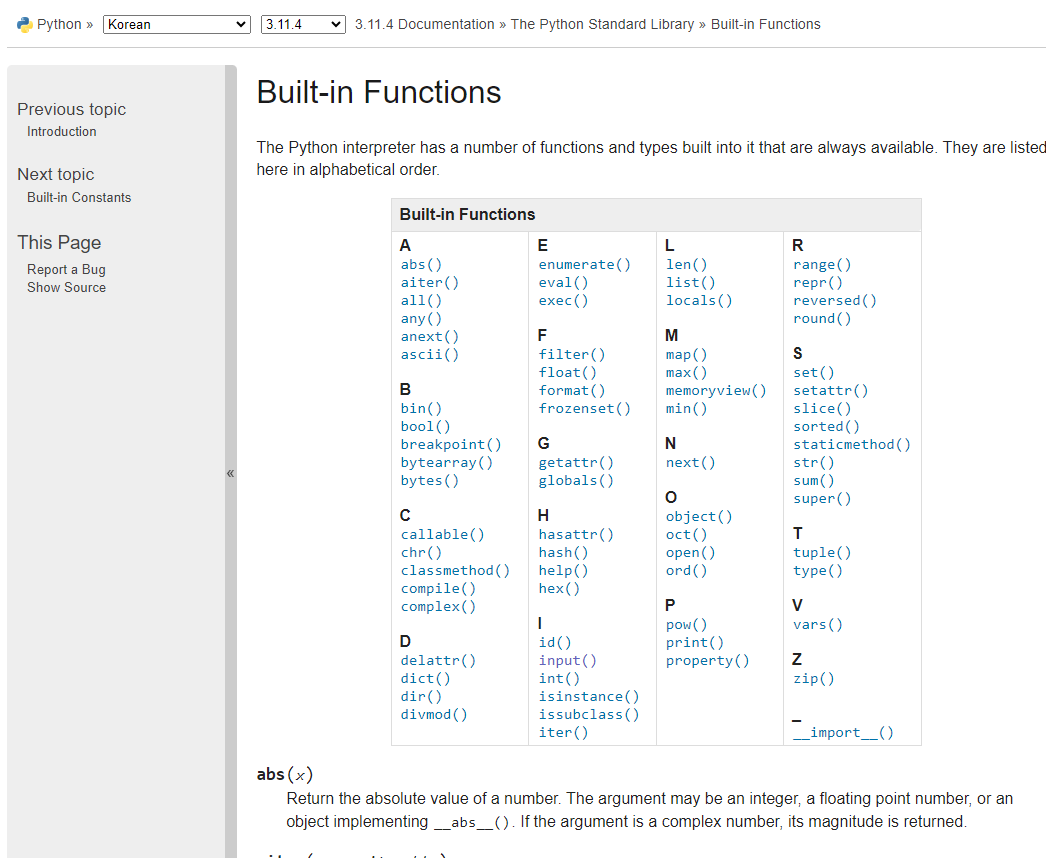 Python » Korean 3.11.4 3.11.4 Documentation » The Python Standard Library » Built-in Functions
Previous topic
Introduction
Next topic
Built-in Constants
This Page
Report a Bug
Show Source
«
Built-in Functions
The Python interpreter has a number of functions and types built into it that are always available. They are listed
here in alphabetical order.
Built-in Functions
A
abs()
aiter()
all()
any()
anext()
ascii()
B
bin()
bool()
breakpoint()
bytearray()
bytes()
C
callable()
chr()
classmethod()
compile()
complex()
D
delattr()
dict()
dir()
divmod()
E
enumerate()
eval()
exec()
F
filter()
float()
format()
frozenset()
G
getattr()
globals()
H
hasattr()
hash()
help()
hex()
I
id()
input()
int()
isinstance()
issubclass()
iter()
L
len()
list()
locals()
M
map()
max()
memoryview()
min()
N
next()
O
object()
oct()
open()
ord()
P
pow()
print()
property()
R
range()
repr()
reversed()
round()
S
set()
setattr()
slice()
sorted()
staticmethod()
str()
sum()
super()
T
tuple()
type()
V
vars()
Z
zip()
_
__import__()
abs(x)
Return the absolute value of a number. The argument may be an integer, a floating point number, or an
object implementing __abs__(). If the argument is a complex number, its magnitude is returned.